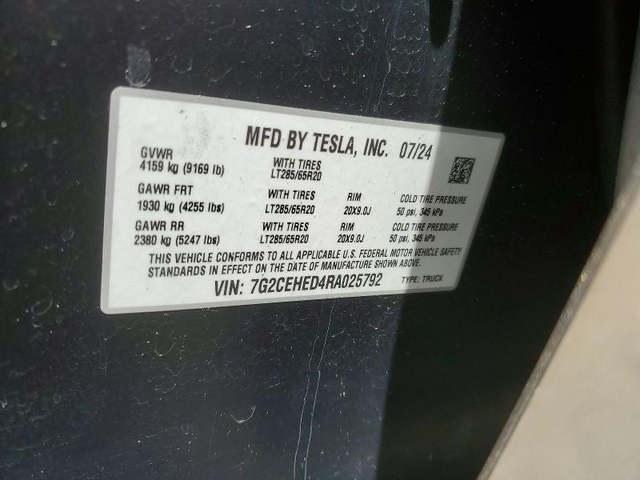 MFD BY TESLA, INC. 07/24
GVWR
4159 kg (9169 lb)
WITH TIRES
LT285/65R20
GAWR FRT
1930 kg (4255 lbs)
WITH TIRES
LT285/65R20
RIM
20X9.0J
COLD TIRE PRESSURE
50 psi, 345 kPa
GAWR RR
2380 kg (5247 lbs)
WITH TIRES
LT285/65R20
RIM
20X9.0J
COLD TIRE PRESSURE
50 psi, 345 kPa
THIS VEHICLE CONFORMS TO ALL APPLICABLE U.S. FEDERAL MOTOR VEHICLE SAFETY
STANDARDS IN EFFECT ON THE DATE OF MANUFACTURE SHOWN ABOVE.
VIN: 7G2CEHED4RA025792 TYPE: TRUCK